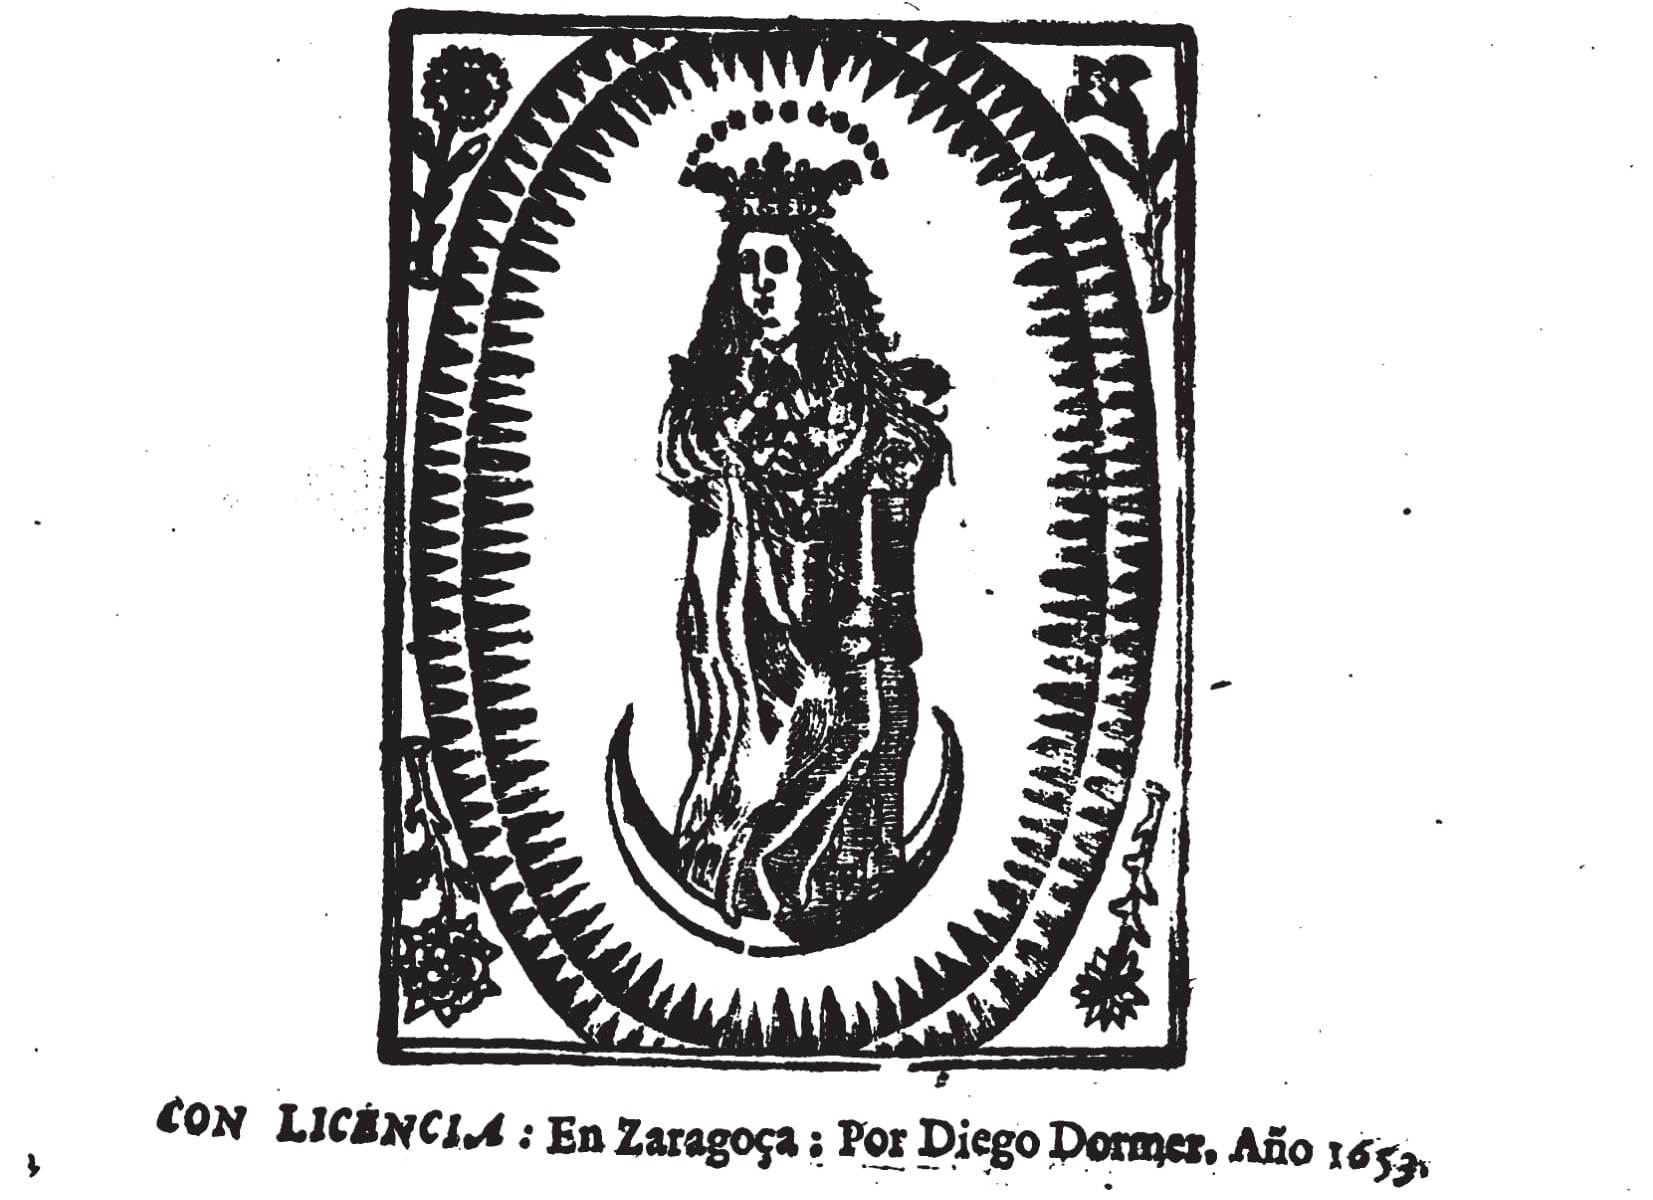 CON LICENCIA : En Zaragoça : Por Diego Dormer. Año 1653.